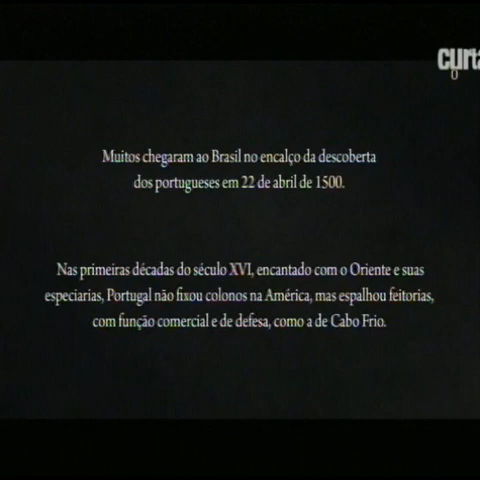 curta
O
Muitos chegaram ao Brasil no encalço da descoberta
dos portugueses em 22 de abril de 1500.
Nas primeiras décadas do século XVI, encantado com o Oriente e suas
especiarias, Portugal não fixou colonos na América, mas espalhou feitorias,
com função comercial e de defesa, como a de Cabo Frio.